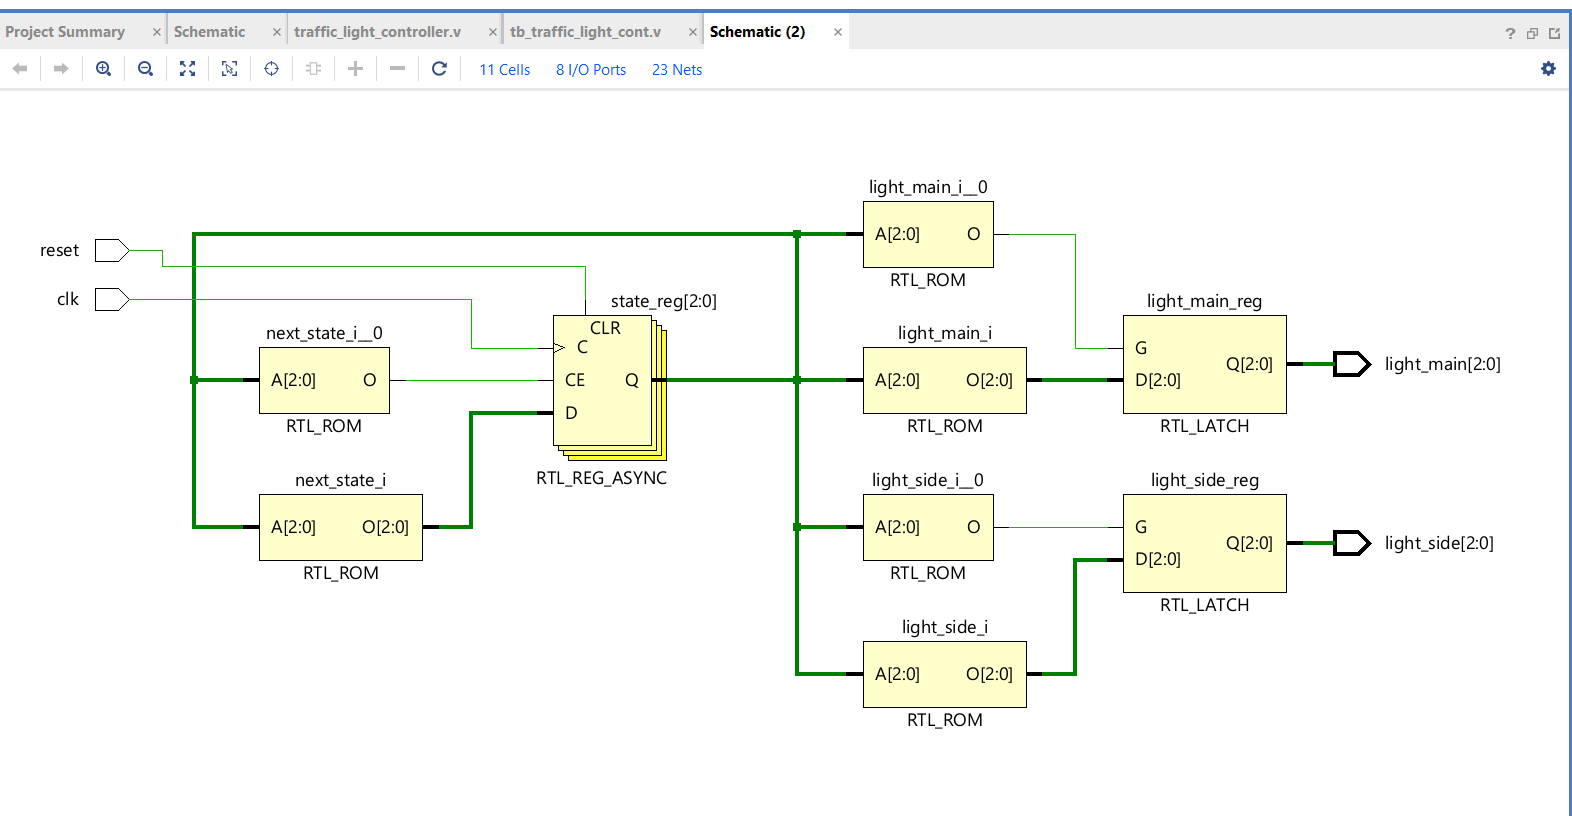 Project Summary × Schematic × traffic_light_controller.v × tb_traffic_light_cont.v × Schematic (2) × ?
11 Cells 8 I/O Ports 23 Nets
light_main_i__0
A[2:0] O
RTL_ROM
reset
clk
state_reg[2:0]
CLR
C
CE Q
D
RTL_REG_ASYNC
next_state_i__0
A[2:0] O
RTL_ROM
next_state_i
A[2:0] O[2:0]
RTL_ROM
light_main_i
A[2:0] O[2:0]
RTL_ROM
light_main_reg
G
D[2:0] Q[2:0]
RTL_LATCH
light_main[2:0]
light_side_i__0
A[2:0] O
RTL_ROM
light_side_reg
G
D[2:0] Q[2:0]
RTL_LATCH
light_side[2:0]
light_side_i
A[2:0] O[2:0]
RTL_ROM